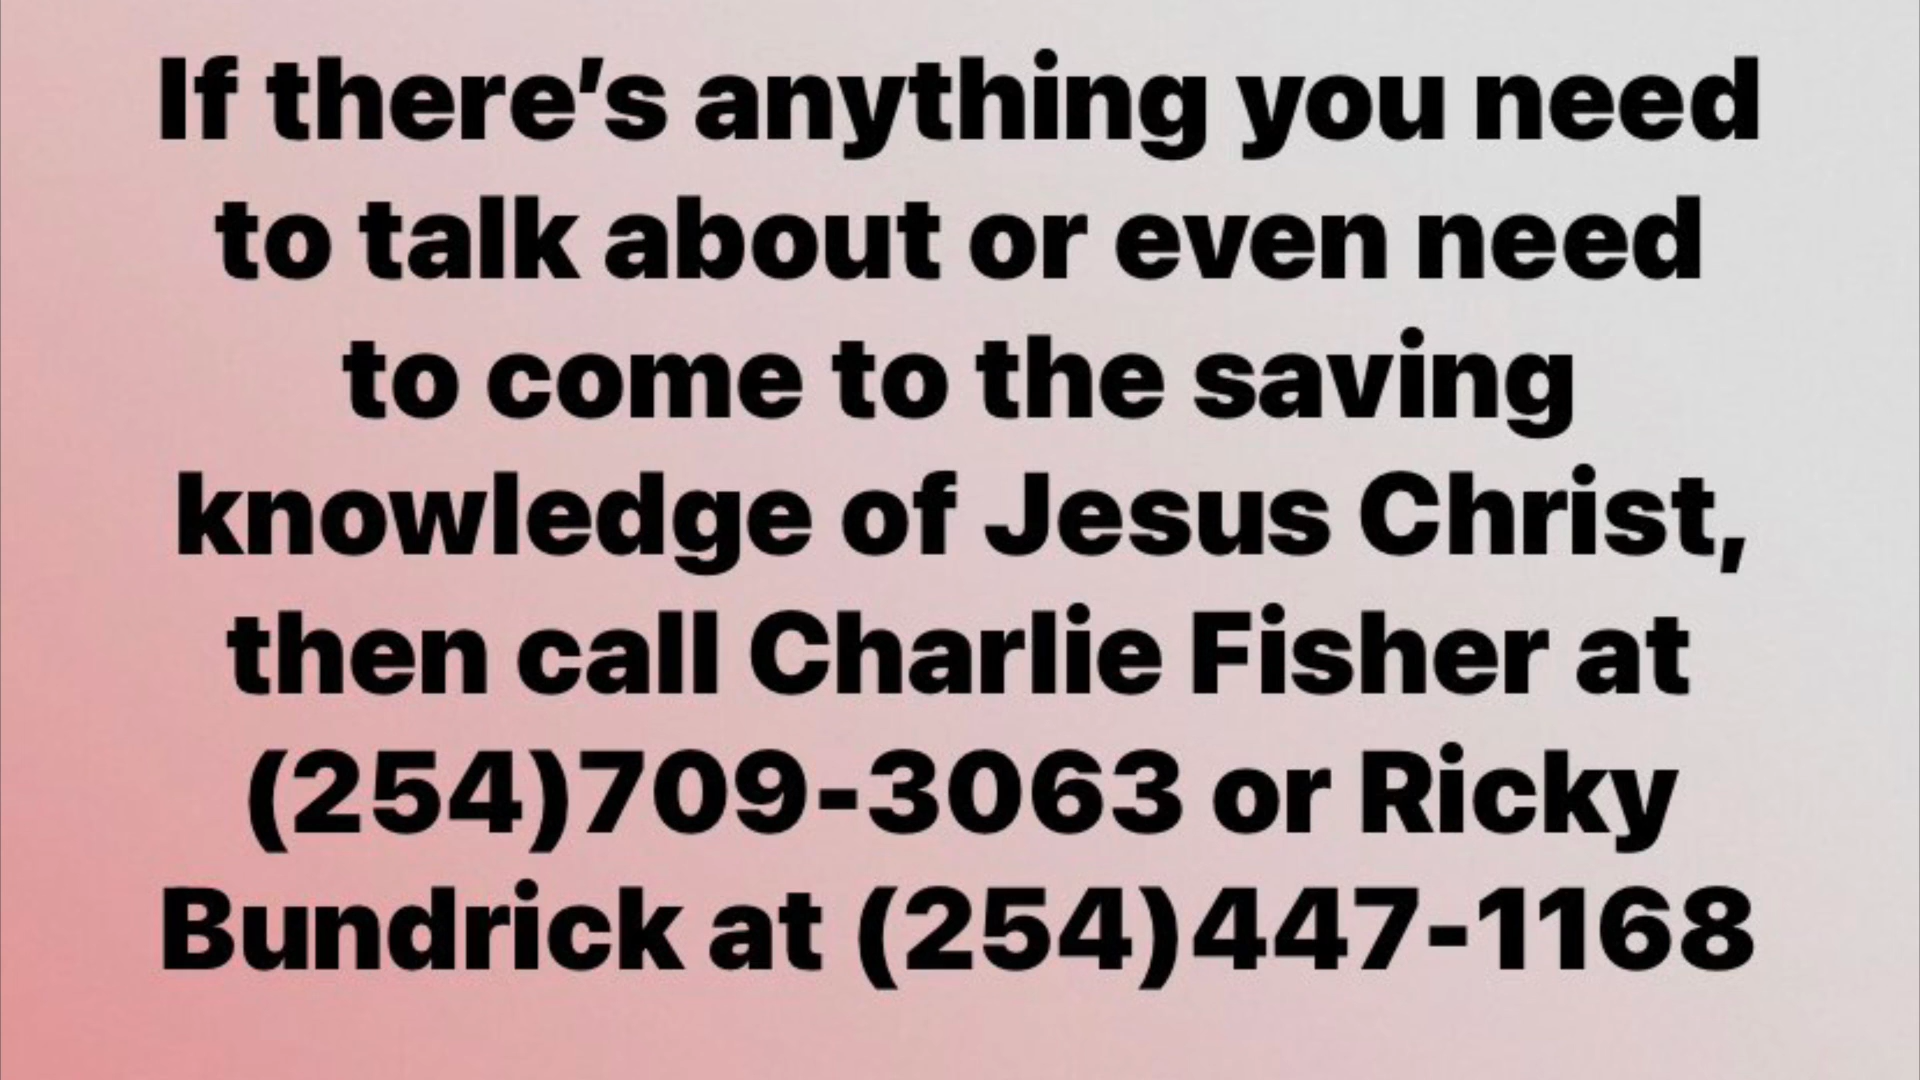 If there’s anything you need
to talk about or even need
to come to the saving
knowledge of Jesus Christ,
then call Charlie Fisher at
(254)709-3063 or Ricky
Bundrick at (254)447-1168